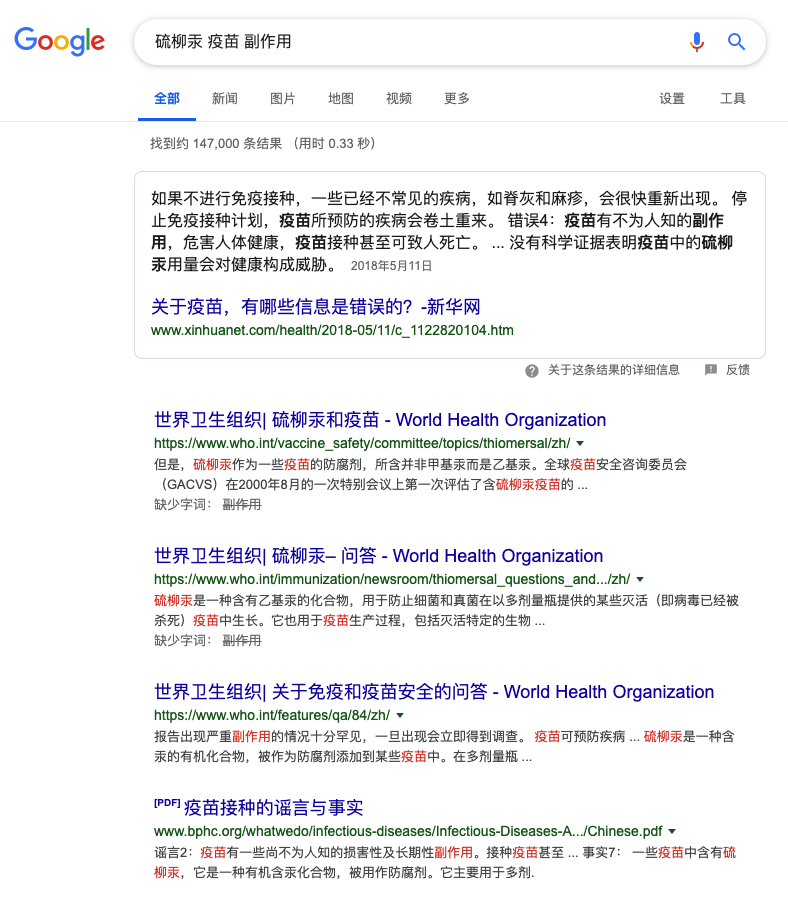 Google
硫柳汞 疫苗 副作用
全部 新闻 图片 地图 视频 更多 设置 工具
找到约 147,000 条结果 （用时 0.33 秒）
如果不进行免疫接种，一些已经不常见的疾病，如脊灰和麻疹，会很快重新出现。 停
止免疫接种计划，疫苗所预防的疾病会卷土重来。 错误4：疫苗有不为人知的副作
用，危害人体健康，疫苗接种甚至可致人死亡。 ... 没有科学证据表明疫苗中的硫柳
汞用量会对健康构成威胁。 2018年5月11日
关于疫苗，有哪些信息是错误的？-新华网
www.xinhuanet.com/health/2018-05/11/c_1122820104.htm
关于这条结果的详细信息 反馈
世界卫生组织| 硫柳汞和疫苗 - World Health Organization
https://www.who.int/vaccine_safety/committee/topics/thiomersal/zh/
但是，硫柳汞作为一些疫苗的防腐剂，所含并非甲基汞而是乙基汞。全球疫苗安全咨询委员会
（GACVS）在2000年8月的一次特别会议上第一次评估了含硫柳汞疫苗的 ...
缺少字词： 副作用
世界卫生组织| 硫柳汞– 问答 - World Health Organization
https://www.who.int/immunization/newsroom/thiomersal_questions_and.../zh/
硫柳汞是一种含有乙基汞的化合物，用于防止细菌和真菌在以多剂量瓶提供的某些灭活（即病毒已经被
杀死）疫苗中生长。它也用于疫苗生产过程，包括灭活特定的生物 ...
缺少字词： 副作用
世界卫生组织| 关于免疫和疫苗安全的问答 - World Health Organization
https://www.who.int/features/qa/84/zh/
报告出现严重副作用的情况十分罕见，一旦出现会立即得到调查。 疫苗可预防疾病 ... 硫柳汞是一种含
汞的有机化合物，被作为防腐剂添加到某些疫苗中。在多剂量瓶 ...
[PDF] 疫苗接种的谣言与事实
www.bphc.org/whatwedo/infectious-diseases/Infectious-Diseases-A.../Chinese.pdf
谣言2：疫苗有一些尚不为人知的损害性及长期性副作用。接种疫苗甚至 ... 事实7： 一些疫苗中含有硫
柳汞，它是一种有机含汞化合物，被用作防腐剂。它主要用于多剂.